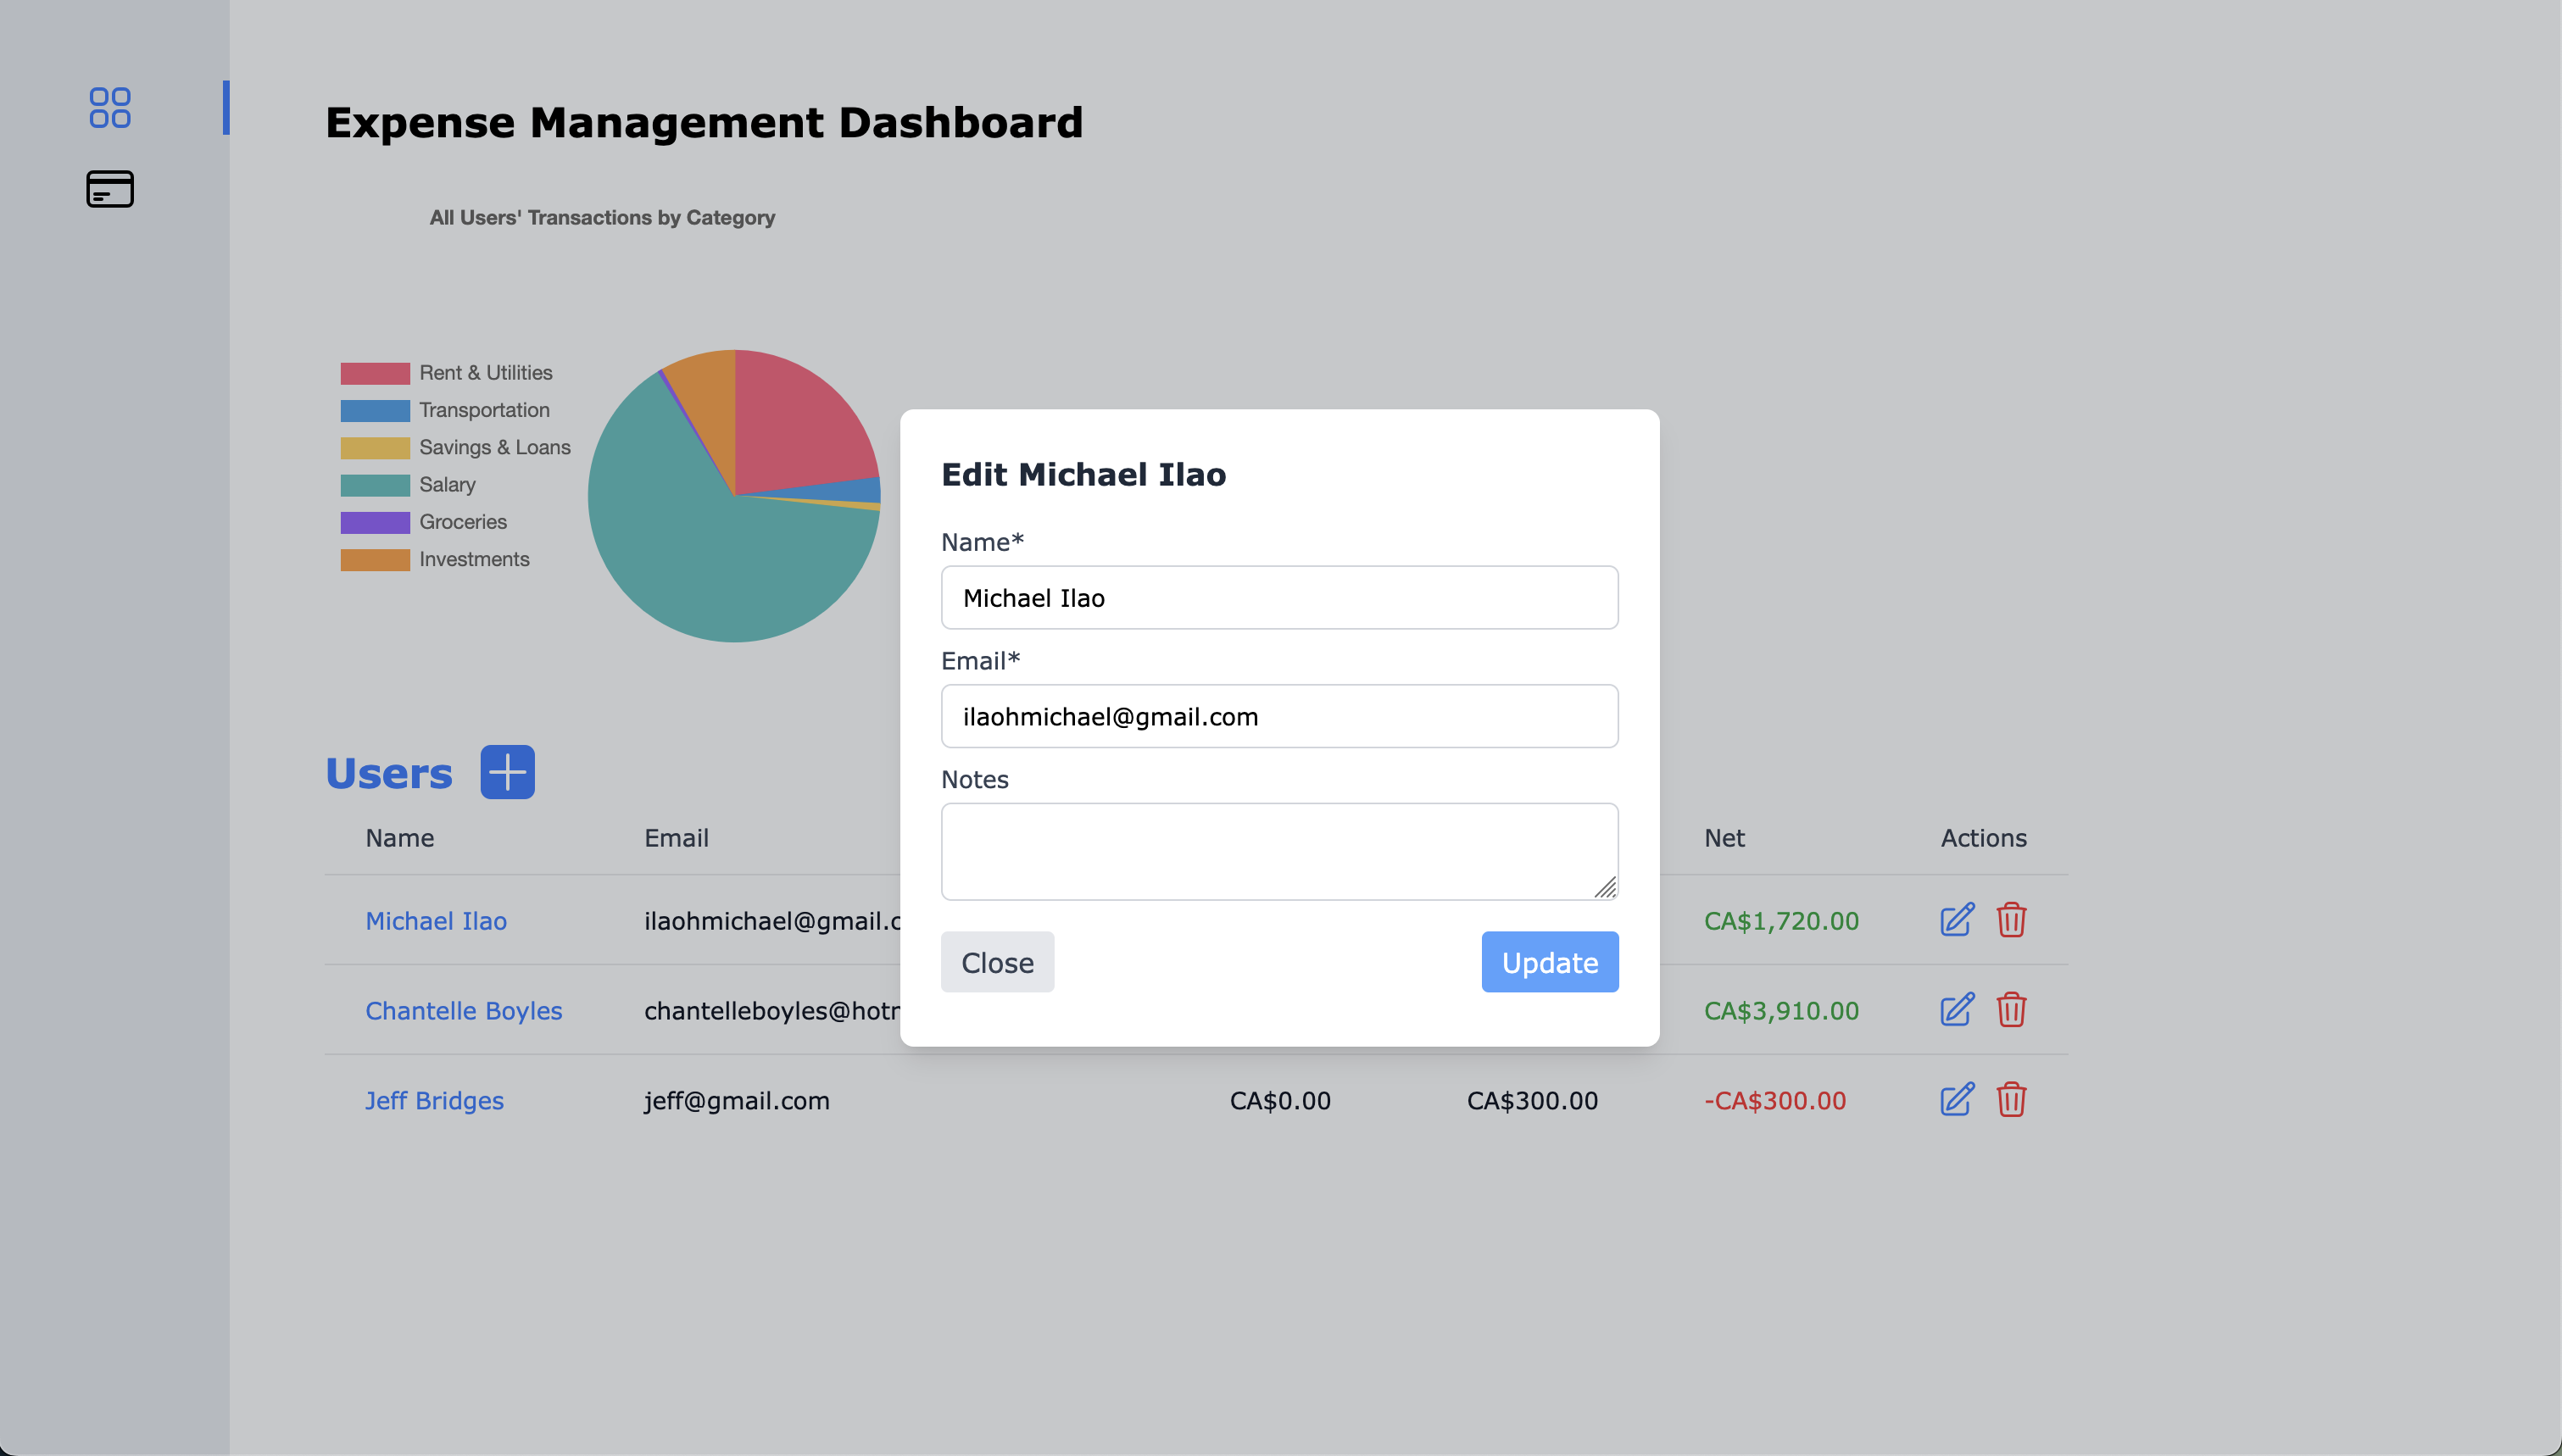 Expense Management Dashboard
All Users' Transactions by Category
Rent & Utilities
Transportation
Savings & Loans
Salary
Groceries
Investments
Edit Michael Ilao
Name*
Michael Ilao
Email*
ilaohmichael@gmail.com
Notes
Close Update
Users
Name Email Net Actions
Michael Ilao ilaohmichael@gmail.c CA$1,720.00
Chantelle Boyles chantelleboyles@hot CA$3,910.00
Jeff Bridges jeff@gmail.com CA$0.00 CA$300.00 -CA$300.00